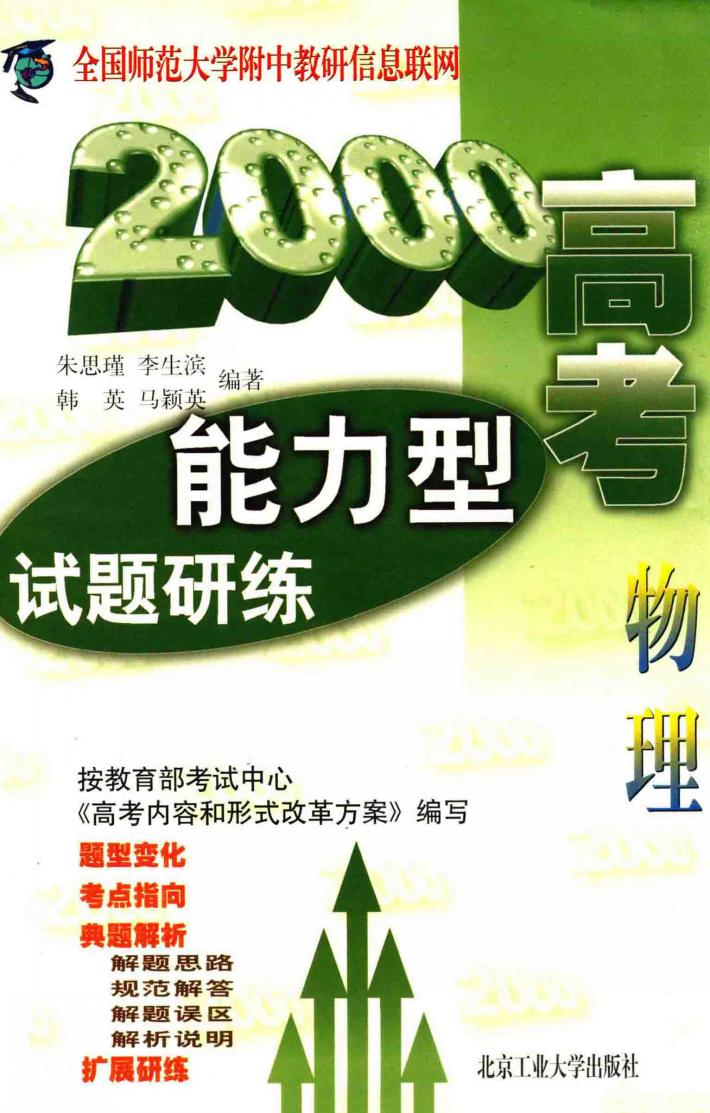 全国师范大学附中教研信息联网
2000
高考
朱思瑾 李生滨
韩 英 马颖英
编著
能力型
试题研练
物理
按教育部考试中心
《高考内容和形式改革方案》编写
题型变化
考点指向
典题解析
解题思路
规范解答
解题误区
解析说明
扩展研练
北京工业大学出版社